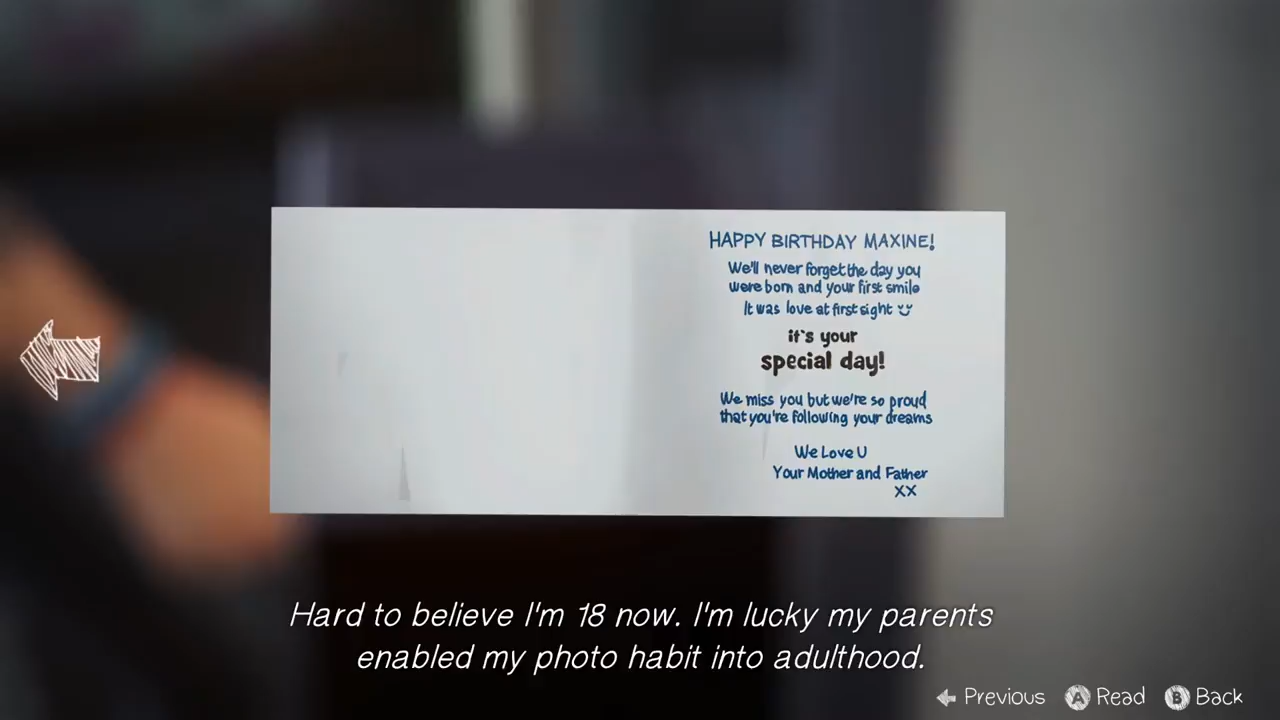 HAPPY BIRTHDAY MAXINE!
We'll never forget the day you
were born and your first smile
It was love at first sight
it's your
special day!
We miss you but we're so proud
that you're following your dreams
We Love U
Your Mother and Father
XX
Hard to believe I'm 18 now. I'm lucky my parents
enabled my photo habit into adulthood.
Previous A Read B Back